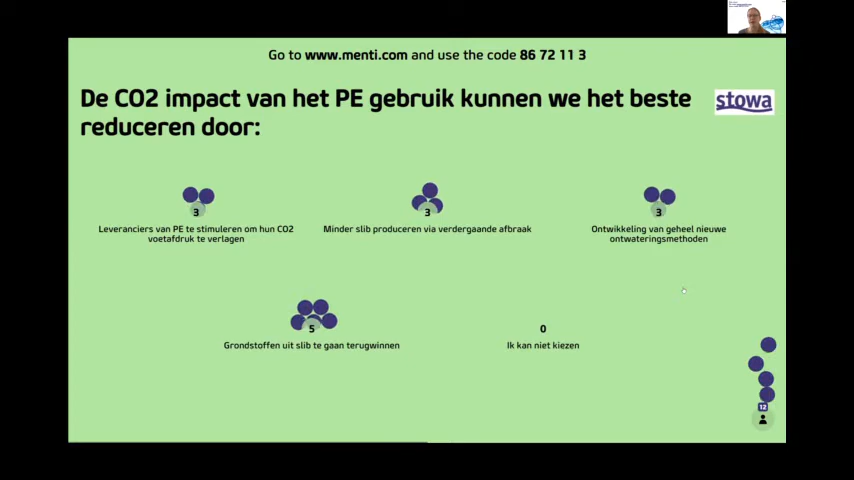 Go to www.menti.com and use the code 86 72 11 3
De CO2 impact van het PE gebruik kunnen we het beste
reduceren door:
stowa
3
Leveranciers van PE te stimuleren om hun CO2
voetafdruk te verlagen
3
Minder slib produceren via verdergaande afbraak
3
Ontwikkeling van geheel nieuwe
ontwateringsmethoden
5
Grondstoffen uit slib te gaan terugwinnen
0
Ik kan niet kiezen
12